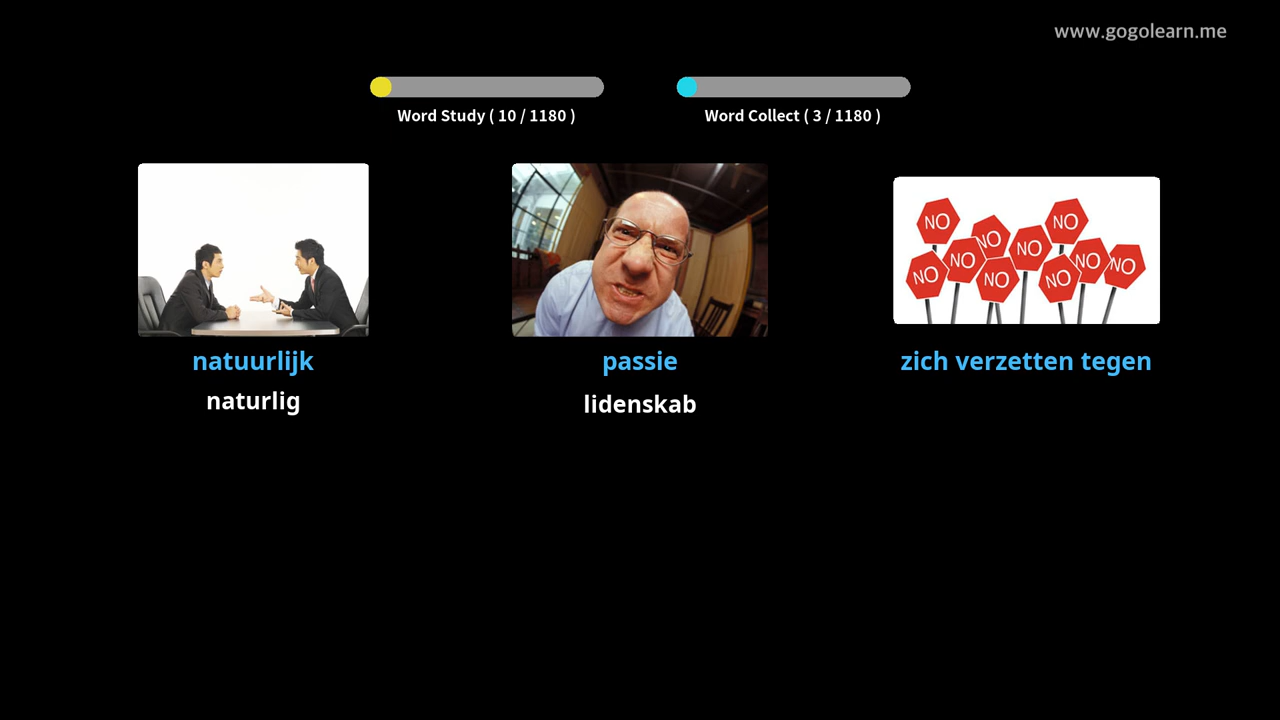 www.gogolearn.me
Word Study ( 10 / 1180 )
Word Collect ( 3 / 1180 )
NO
NO
NO
NO
NO
NO
NO
NO
NO
NO
natuurlijk
naturlig
passie
lidenskab
zich verzetten tegen